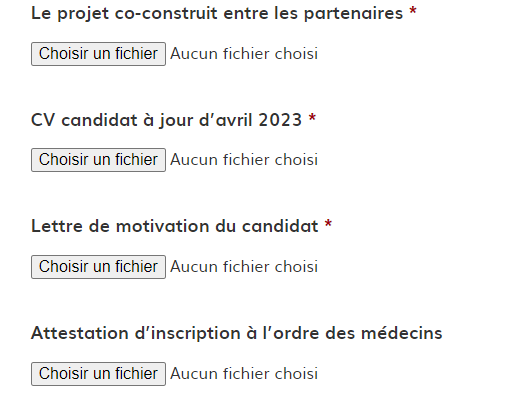 Le projet co-construit entre les partenaires *
Choisir un fichier Aucun fichier choisi
CV candidat à jour d’avril 2023 *
Choisir un fichier Aucun fichier choisi
Lettre de motivation du candidat *
Choisir un fichier Aucun fichier choisi
Attestation d’inscription à l’ordre des médecins
Choisir un fichier Aucun fichier choisi